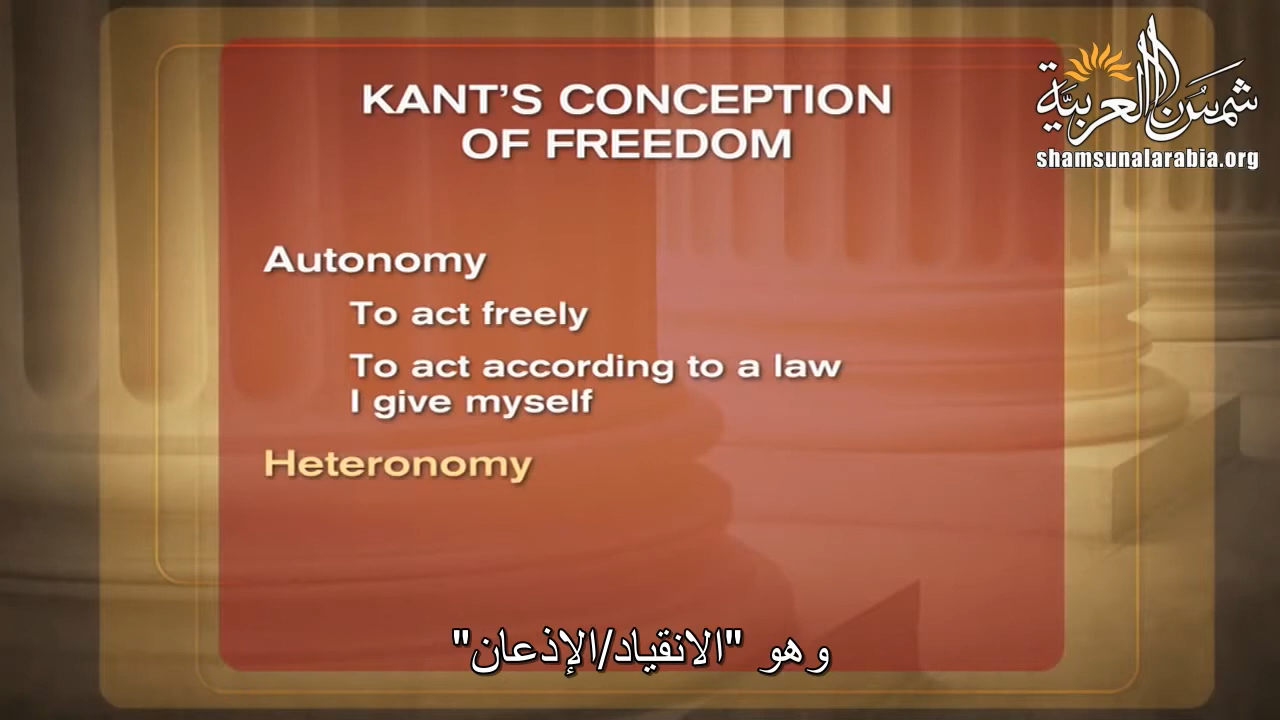 KANT'S CONCEPTION
OF FREEDOM
شمس العربية
shamsunalarabia.org
Autonomy
To act freely
To act according to a law
I give myself
Heteronomy
وهو "الانقياد/الإذعان"